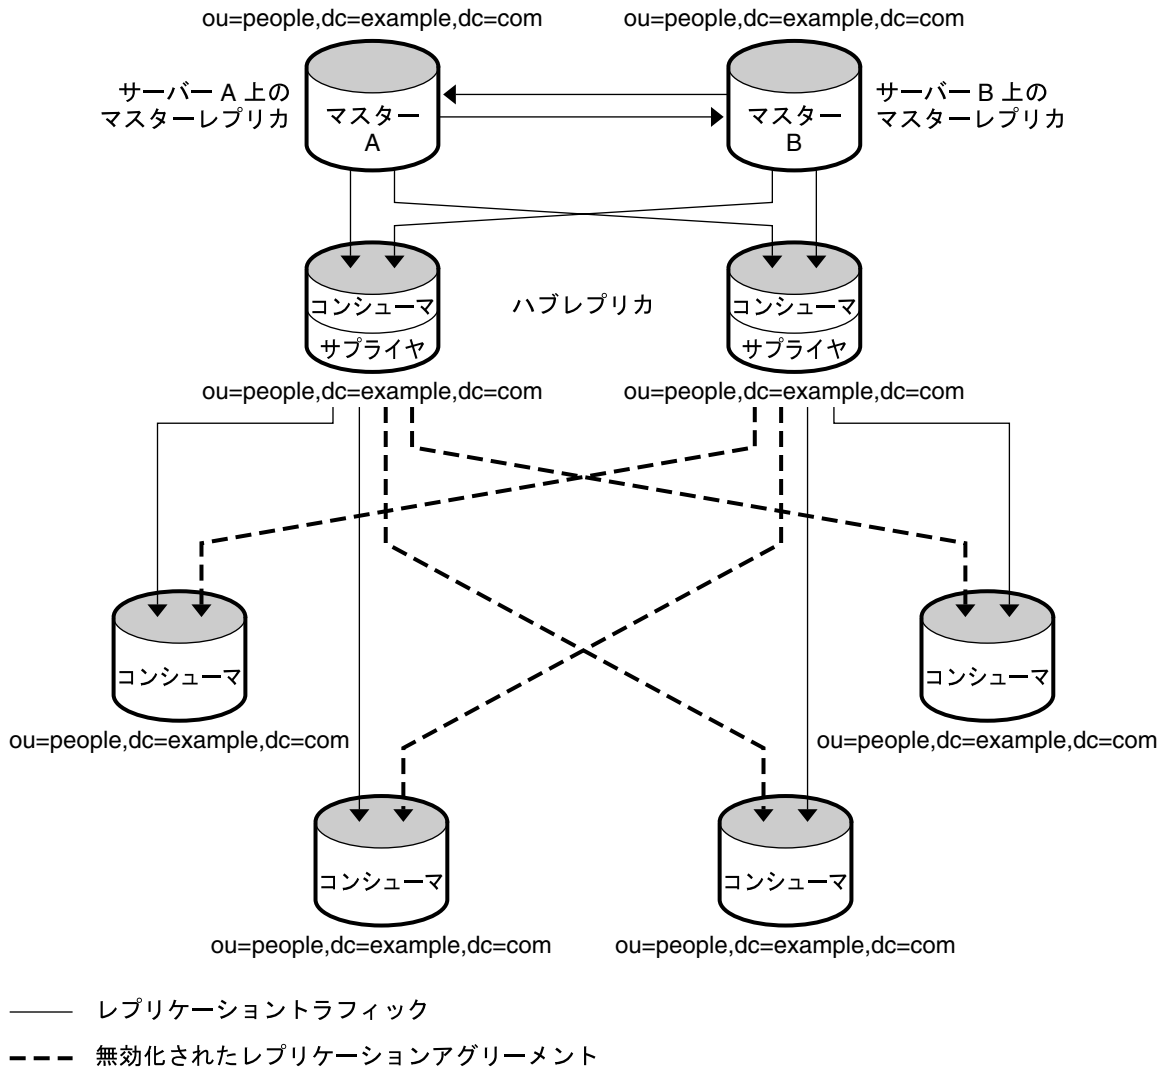 ou=people,dc=example,dc=com
ou=people,dc=example,dc=com
サーバー A 上の
マスターレプリカ
マスター
A
マスター
B
サーバー B 上の
マスターレプリカ
コンシューマ
サプライヤ
ハブレプリカ
コンシューマ
サプライヤ
ou=people,dc=example,dc=com
ou=people,dc=example,dc=com
コンシューマ
コンシューマ
ou=people,dc=example,dc=com
ou=people,dc=example,dc=com
コンシューマ
コンシューマ
ou=people,dc=example,dc=com
ou=people,dc=example,dc=com
レプリケーショントラフィック
無効化されたレプリケーションアグリーメント